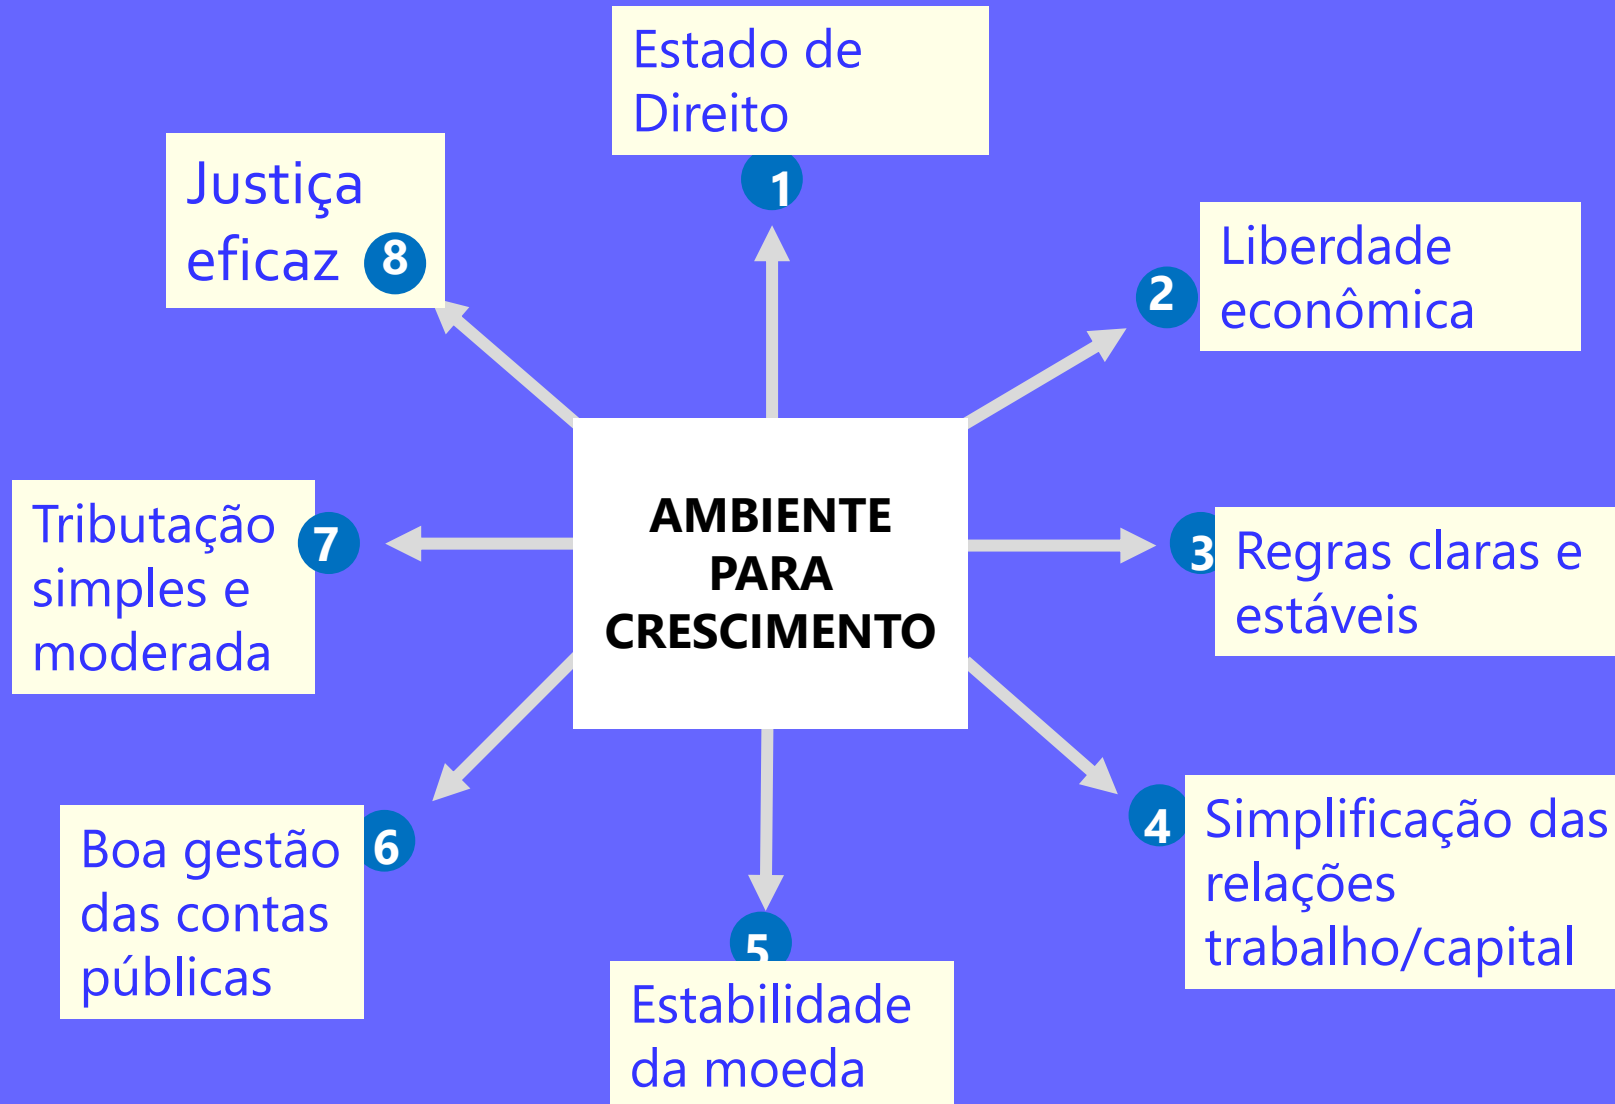 Estado de
Direito
1
Justiça
eficaz 8
2
Liberdade
econômica
AMBIENTE
PARA
CRESCIMENTO
Tributação
simples e
moderada
7
3
Regras claras e
estáveis
4
Simplificação das
relações
trabalho/capital
Boa gestão
das contas
públicas
6
5
Estabilidade
da moeda